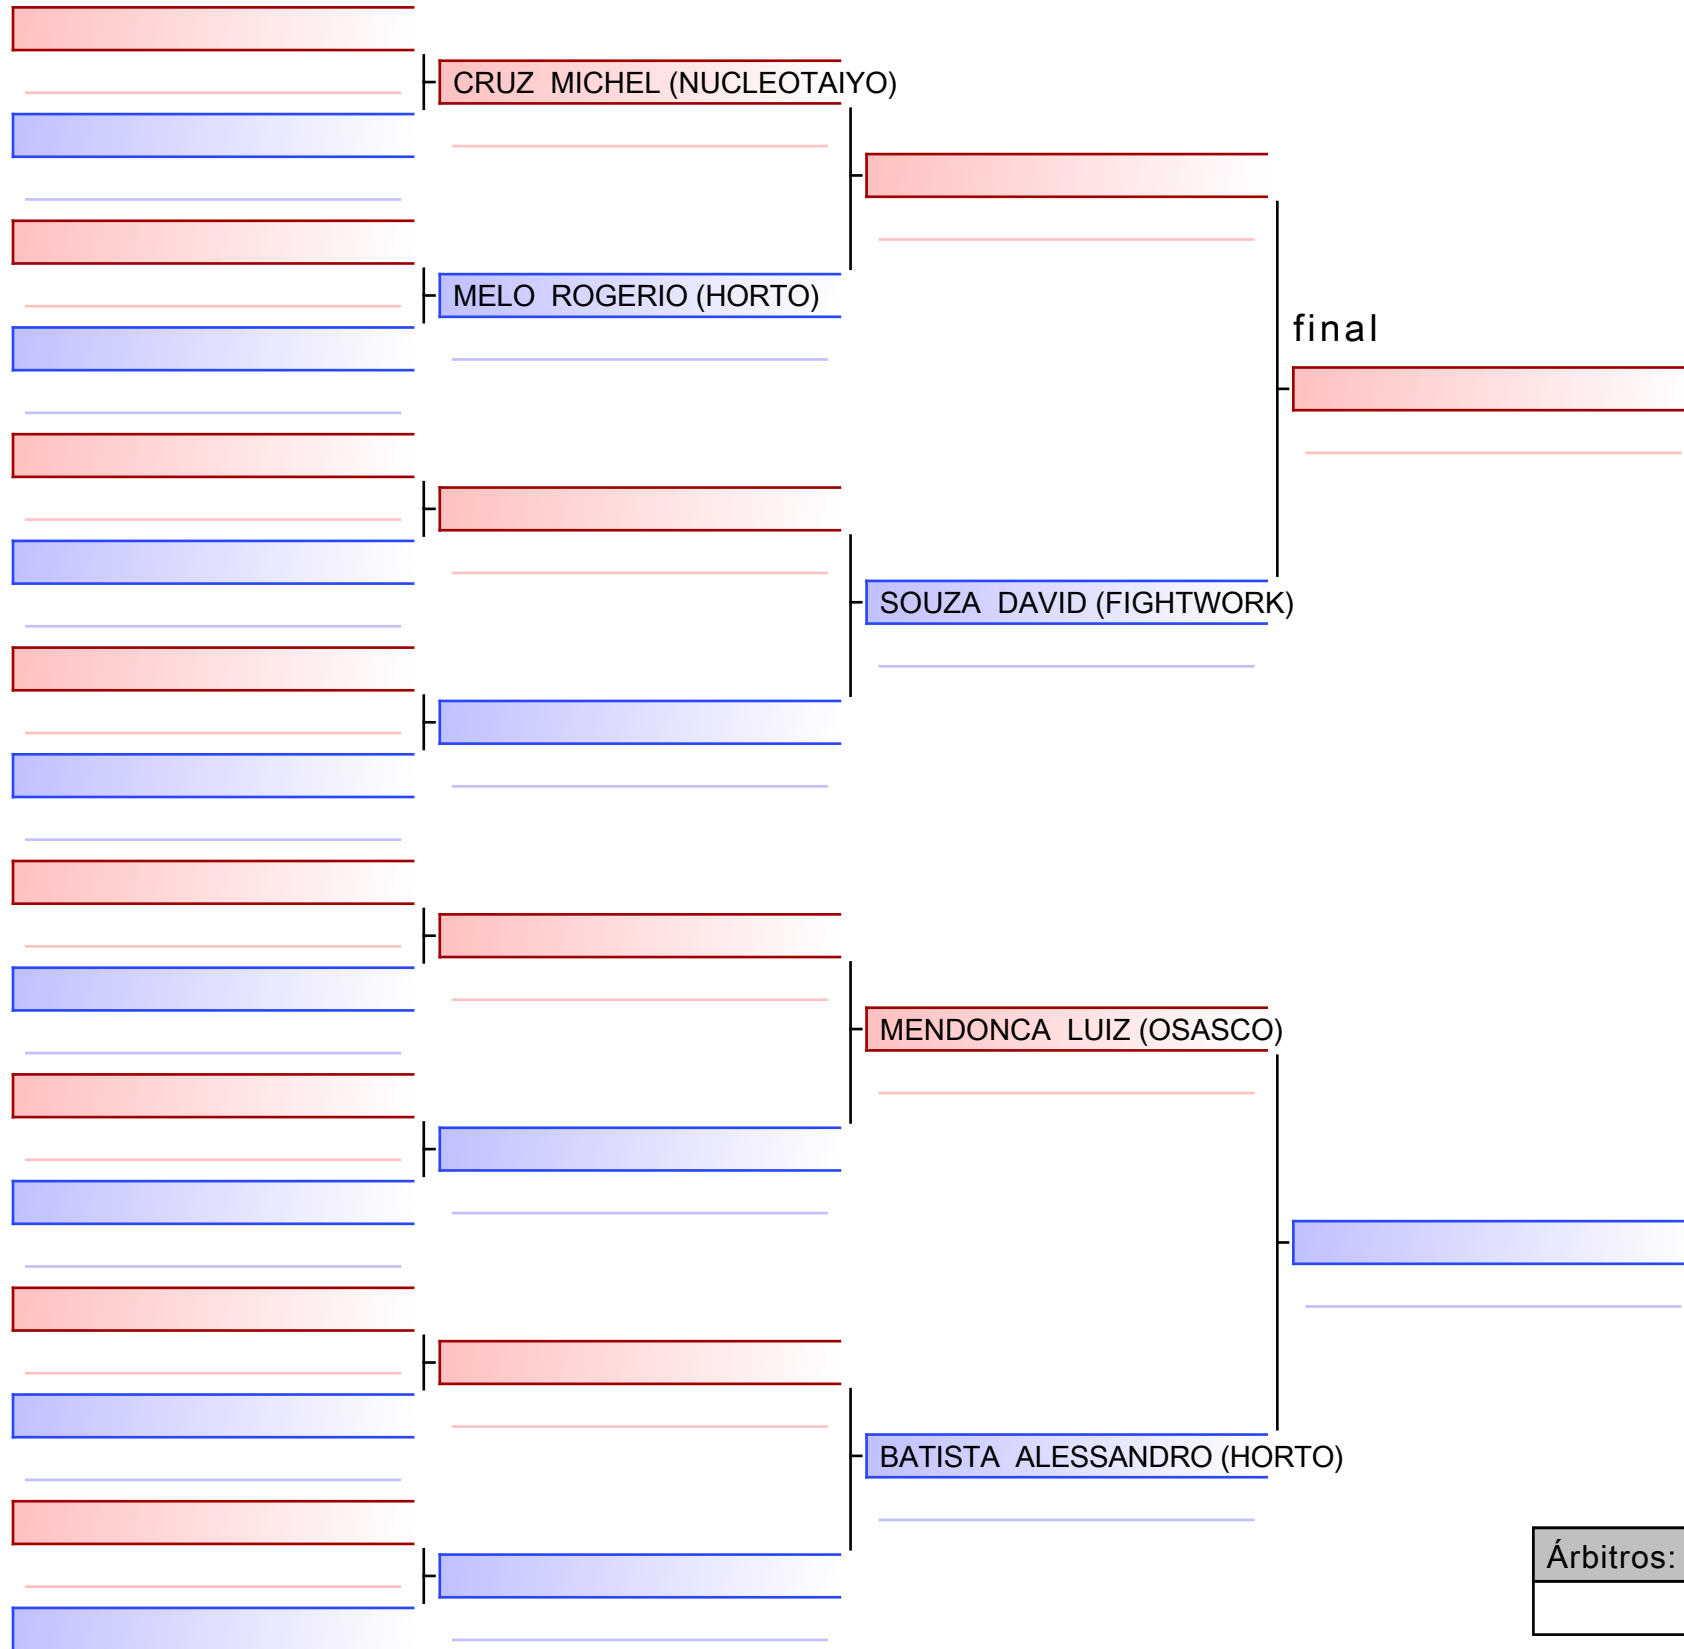 CRUZ  MICHEL (NUCLEOTAIYO)
MELO  ROGERIO (HORTO)
final
SOUZA  DAVID (FIGHTWORK)
MENDONCA  LUIZ (OSASCO)
BATISTA  ALESSANDRO (HORTO)
Árbitros: